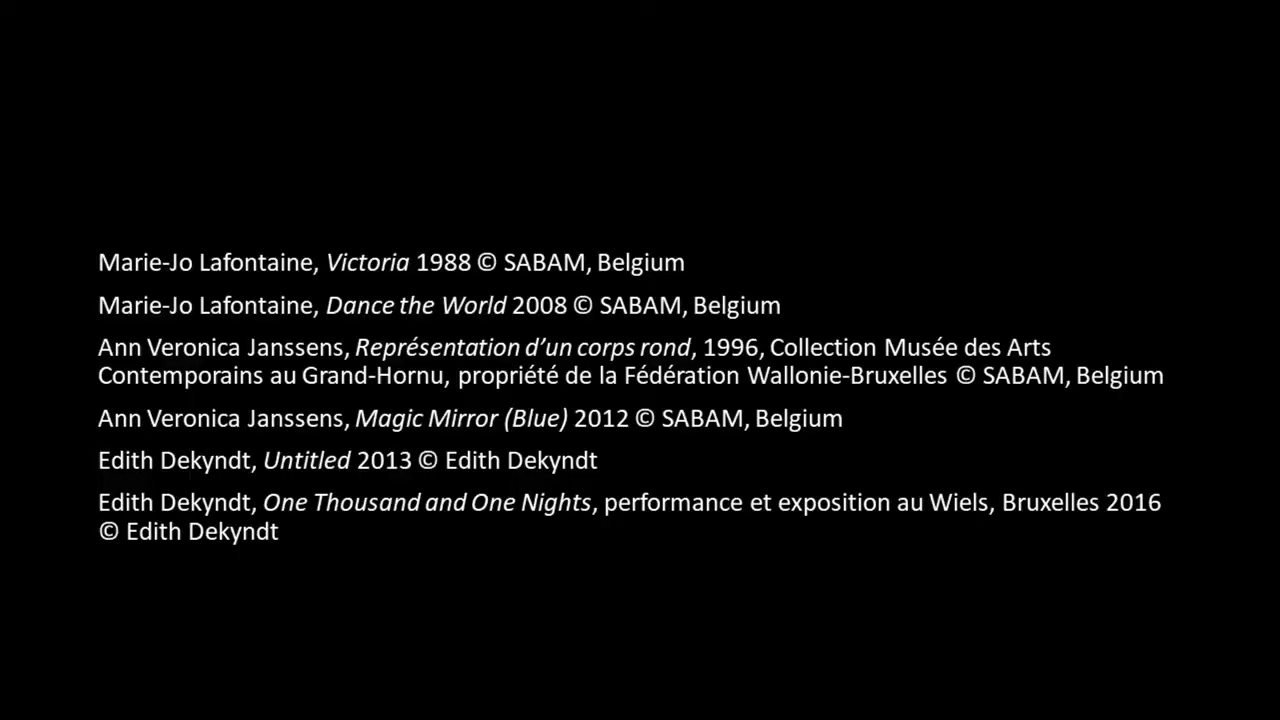 Marie-Jo Lafontaine, Victoria 1988 © SABAM, Belgium
Marie-Jo Lafontaine, Dance the World 2008 © SABAM, Belgium
Ann Veronica Janssens, Représentation d’un corps rond, 1996, Collection Musée des Arts
Contemporains au Grand-Hornu, propriété de la Fédération Wallonie-Bruxelles © SABAM, Belgium
Ann Veronica Janssens, Magic Mirror (Blue) 2012 © SABAM, Belgium
Edith Dekyndt, Untitled 2013 © Edith Dekyndt
Edith Dekyndt, One Thousand and One Nights, performance et exposition au Wiels, Bruxelles 2016
© Edith Dekyndt